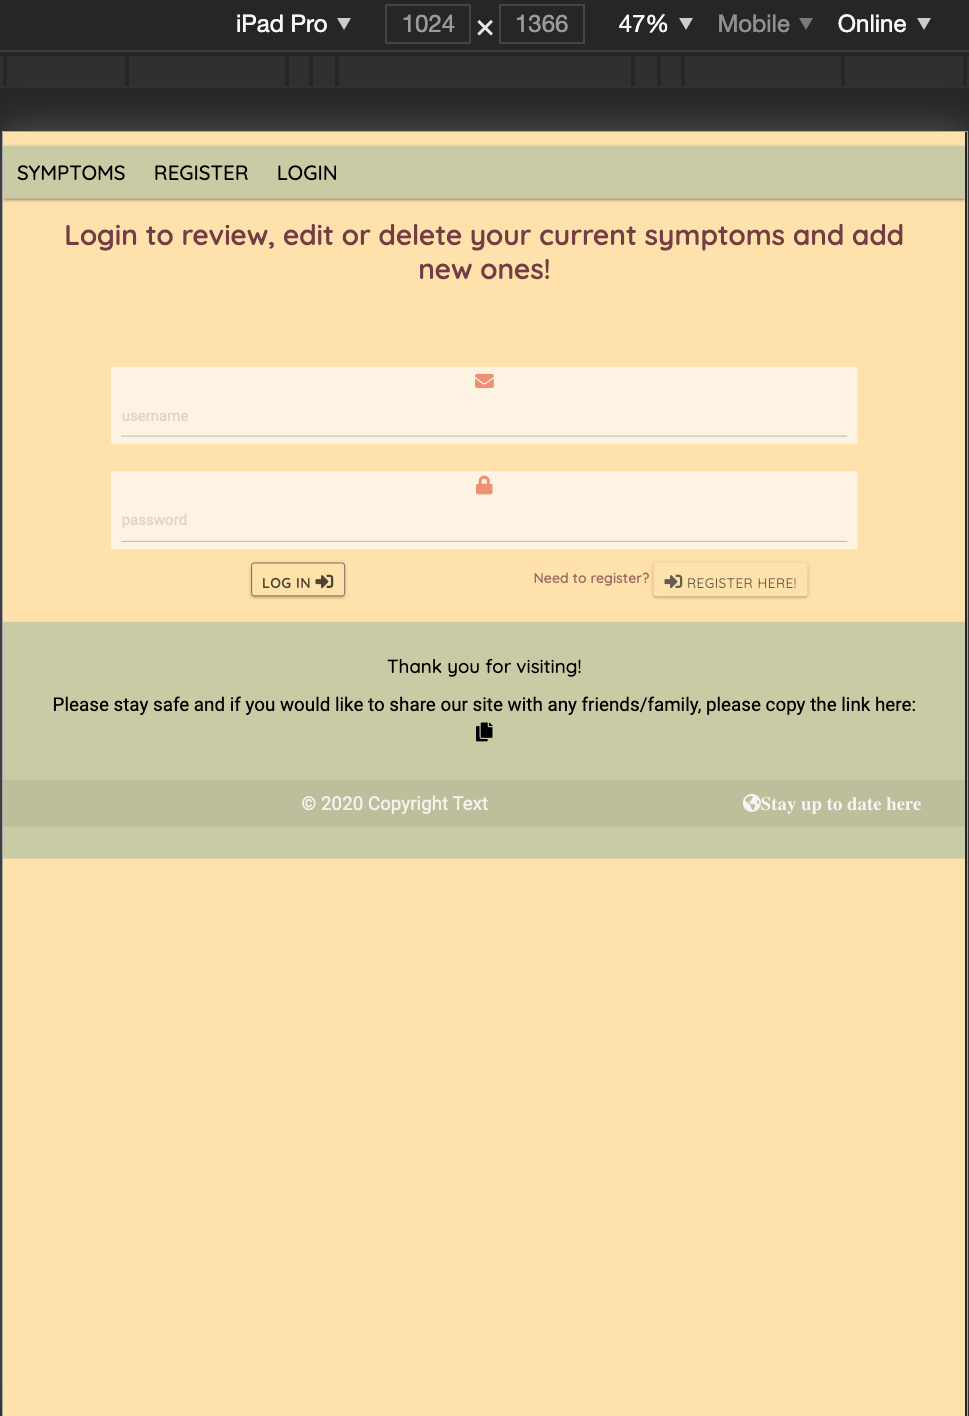 iPad Pro ▼ 1024 × 1366 47% ▼ Mobile ▼ Online ▼
SYMPTOMS REGISTER LOGIN
Login to review, edit or delete your current symptoms and add
new ones!
username
password
LOG IN Need to register? REGISTER HERE!
Thank you for visiting!
Please stay safe and if you would like to share our site with any friends/family, please copy the link here:
© 2020 Copyright Text Stay up to date here